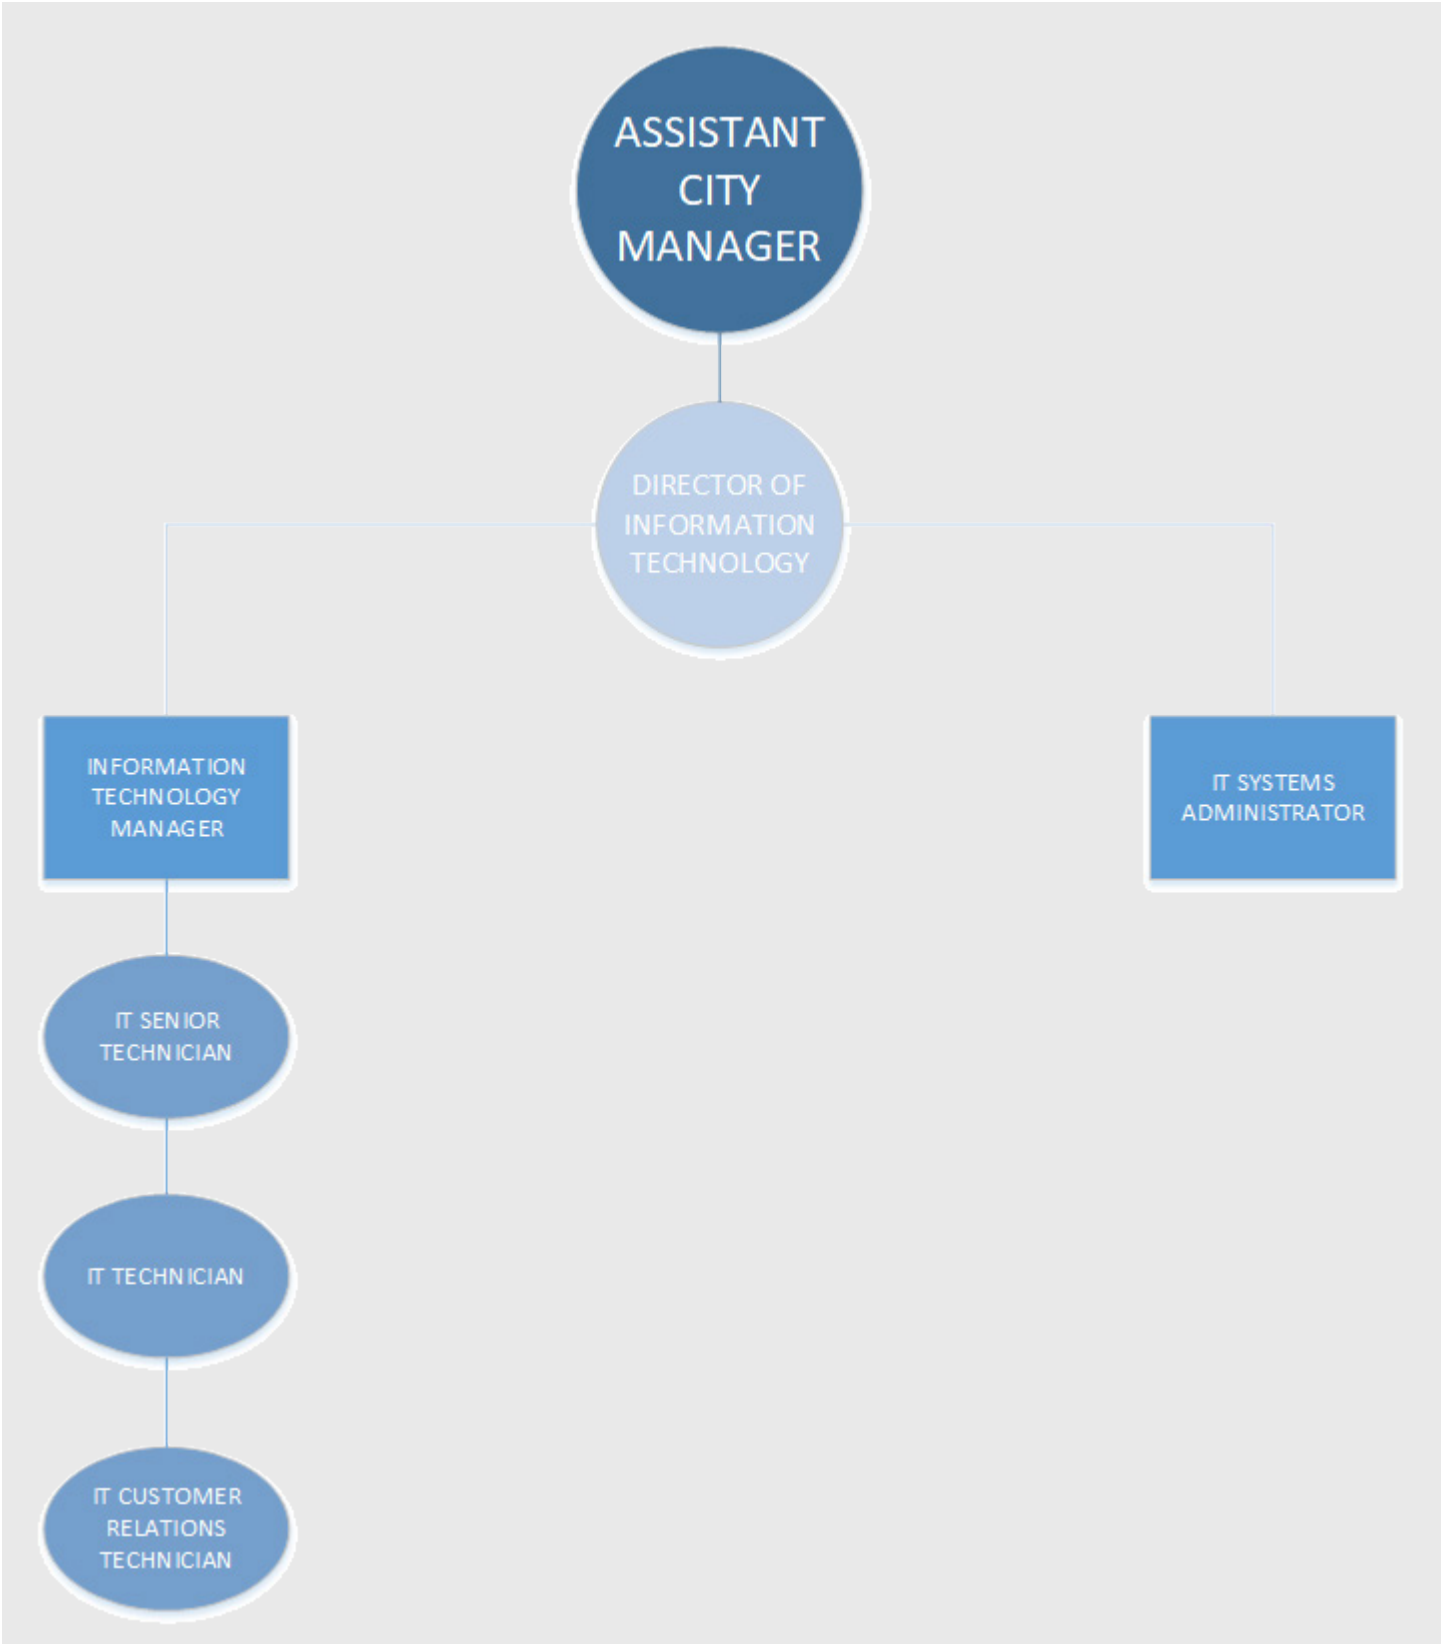 ASSISTANT
CITY
MANAGER
DIRECTOR OF
INFORMATION
TECHNOLOGY
INFORMATION
TECHNOLOGY
MANAGER
IT SYSTEMS
ADMINISTRATOR
IT SENIOR
TECHNICIAN
IT TECHNICIAN
IT CUSTOMER
RELATIONS
TECHNICIAN